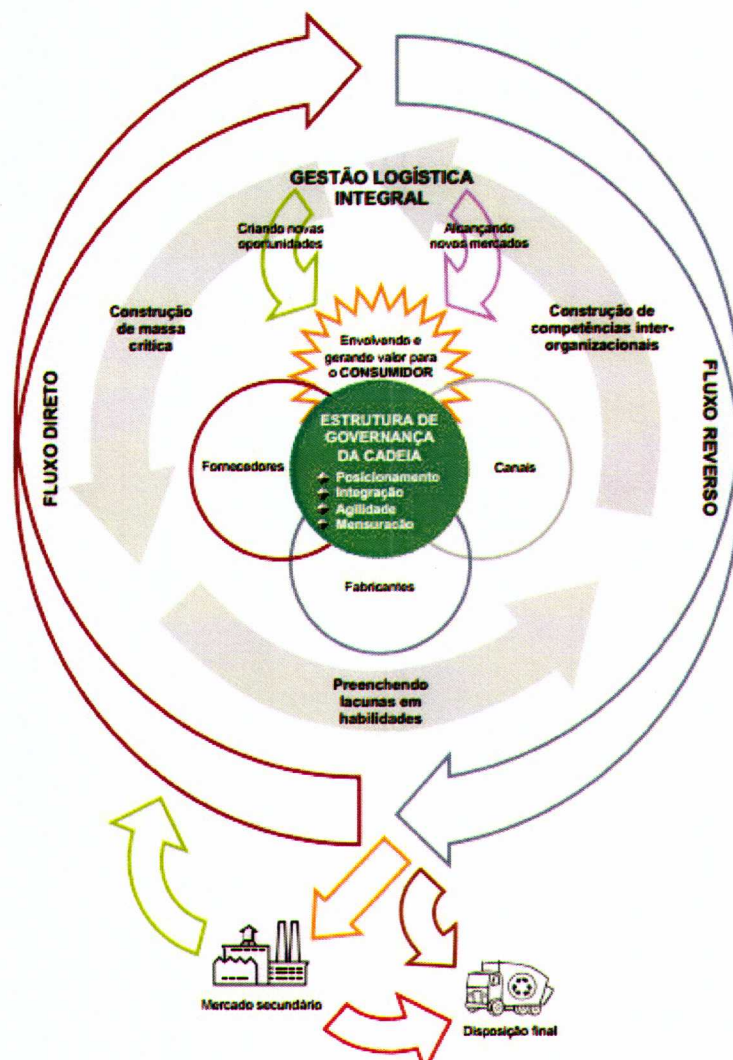 GESTÃO LOGÍSTICA
INTEGRAL
Criando novas
oportunidades
Alcançando
novos mercados
Construção
de massa
crítica
Construção de
competências inter-
organizacionais
Envolvendo e
gerando valor para
o CONSUMIDOR
FLUXO DIRETO
FLUXO REVERSO
ESTRUTURA DE
GOVERNANÇA
DA CADEIA
Posicionamento
Integração
Agilidade
Mensuração
Fornecedores
Canais
Fabricantes
Preenchendo
lacunas em
habilidades
Mercado secundário
Disposição final